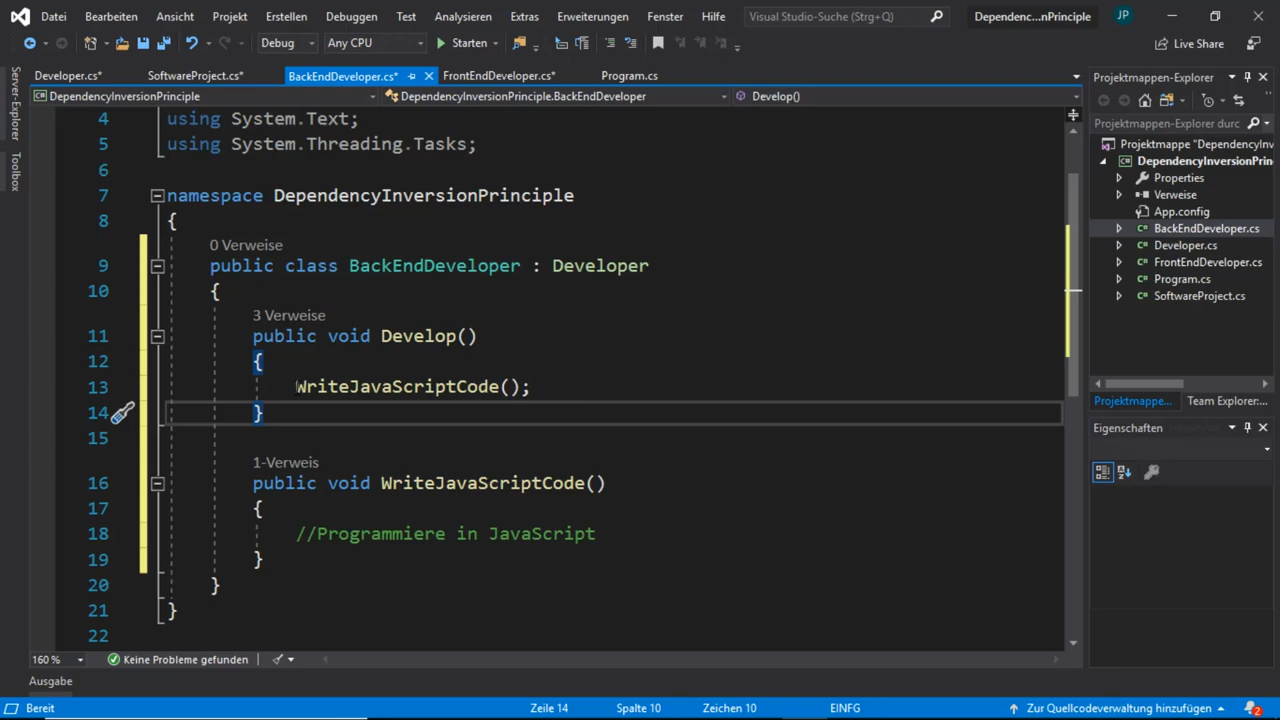 Datei Bearbeiten Ansicht Projekt Erstellen Debuggen Test Analysieren Extras Erweiterungen Fenster Hilfe Visual Studio-Suche (Strg+Q) Dependenc...nPrinciple JP
Debug Any CPU Starten Live Share
Developer.cs* SoftwareProject.cs* BackEndDeveloper.cs* FrontEndDeveloper.cs* Program.cs
DependencyInversionPrinciple DependencyInversionPrinciple.BackEndDeveloper Develop()
Server-Explorer
Toolbox
4 using System.Text;
5 using System.Threading.Tasks;
6
7 namespace DependencyInversionPrinciple
8 {
0 Verweise
9 public class BackEndDeveloper : Developer
10 {
3 Verweise
11 public void Develop()
12 {
13 WriteJavaScriptCode();
14 }
15
1-Verweis
16 public void WriteJavaScriptCode()
17 {
18 //Programmiere in JavaScript
19 }
20 }
21 }
22
160 % Keine Probleme gefunden
Ausgabe
Projektmappen-Explorer
Projektmappen-Explorer durc
Projektmappe "DependencyInv
DependencyInversionPrin
Properties
Verweise
App.config
BackEndDeveloper.cs
Developer.cs
FrontEndDeveloper.cs
Program.cs
SoftwareProject.cs
Projektmappe... Team Explorer:...
Eigenschaften
Bereit Zeile 14 Spalte 10 Zeichen 10 EINFG Zur Quellcodeverwaltung hinzufügen 2